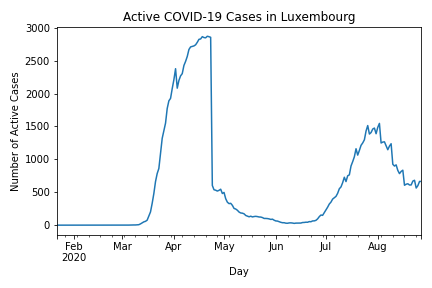 Active COVID-19 Cases in Luxembourg
Number of Active Cases
3000
2500
2000
1500
1000
500
0
Feb Mar Apr May Jun Jul Aug
2020
Day